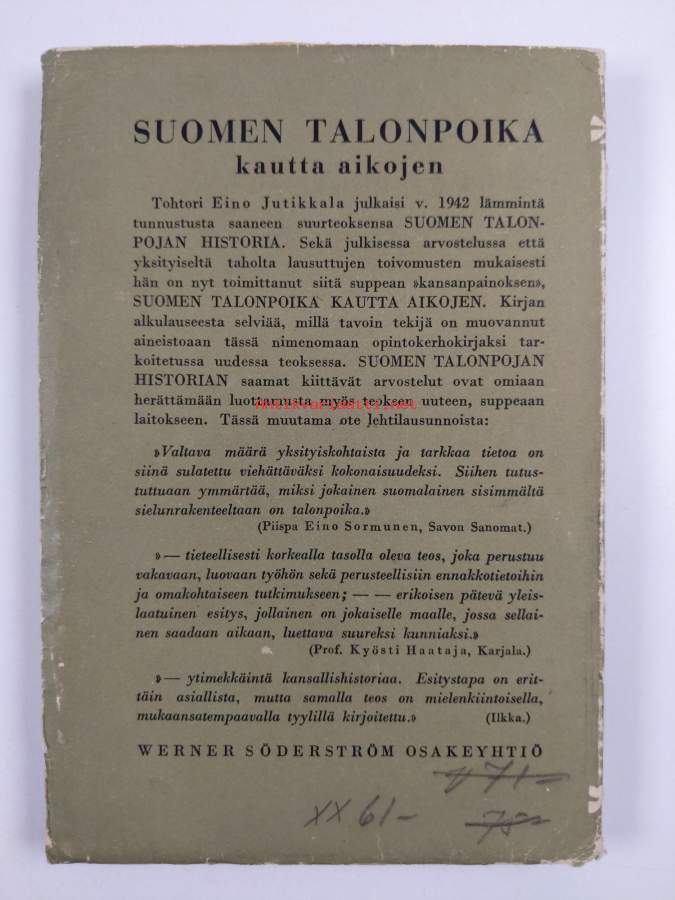 SUOMEN TALONPOIKA
kautta aikojen
Tohtori Eino Jutikkala julkaisi v. 1942 lämmintä
tunnustusta saaneen suurteoksensa SUOMEN TALON-
POJAN HISTORIA. Sekä julkisessa arvostelussa että
yksityiseltä taholta lausuttujen toivomusten mukaisesti
hän on nyt toimittanut siitä suppean »kansanpainoksen»,
SUOMEN TALONPOIKA KAUTTA AIKOJEN. Kirjan
alkulauseesta selviää, millä tavoin tekijä on muovannut
aineistoaan tässä nimenomaan opintokerhokirjaksi tar-
koitetussa uudessa teoksessa. SUOMEN TALONPOJAN
HISTORIAN saamat kiittävät arvostelut ovat omiaan
herättämään luottamusta myös teoksen uuteen, suppeaan
laitokseen. Tässä muutama ote lehtilausunnoista:
»Valtava määrä yksityiskohtaista ja tarkkaa tietoa on
siinä sulatettu viehättäväksi kokonaisuudeksi. Siihen tutus-
tuttuaan ymmärtää, miksi jokainen suomalainen sisimmältä
sielunrakenteeltaan on talonpoika.»
(Piispa Eino Sormunen, Savon Sanomat.)
»— tieteellisesti korkealla tasolla oleva teos, joka perustuu
vakavaan, luovaan työhön sekä perusteellisiin ennakkotietoihin
ja omakohtaiseen tutkimukseen; — — erikoisen pätevä yleis-
laatuinen esitys, jollainen on jokaiselle maalle, jossa sellai-
nen saadaan aikaan, luettava suureksi kunniaksi.»
(Prof. Kyösti Haataja, Karjala.)
»— ytimekkäintä kansallishistoriaa. Esitystapa on erit-
täin asiallista, mutta samalla teos on mielenkiintoisella,
mukaansatempaavalla tyylillä kirjoitettu.» (Ilkka.)
WERNER SÖDERSTRÖM OSAKEYHTIÖ
XX 61-